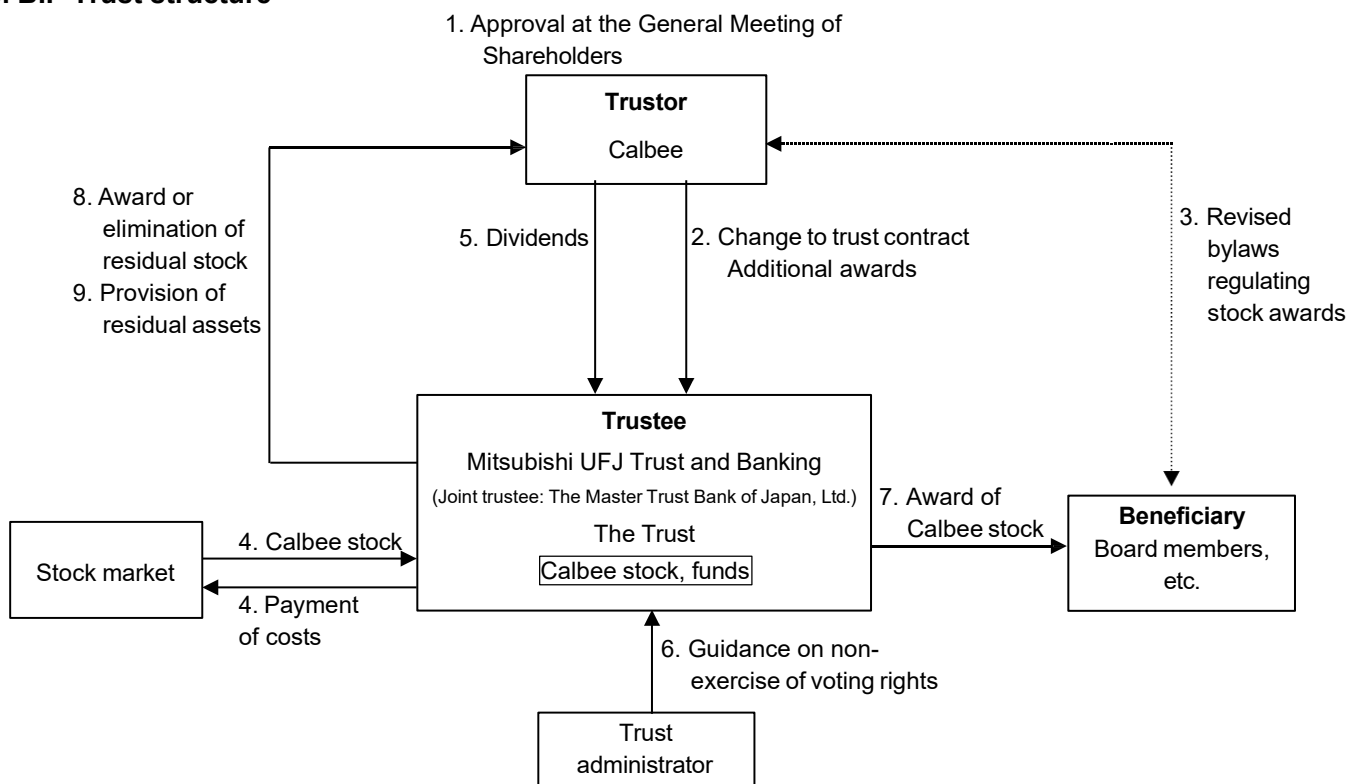 BIP Trust structure
1. Approval at the General Meeting of
Shareholders
Trustor
Calbee
8. Award or
elimination of
residual stock
9. Provision of
residual assets
5. Dividends
2. Change to trust contract
Additional awards
3. Revised
bylaws
regulating
stock awards
Trustee
Mitsubishi UFJ Trust and Banking
(Joint trustee: The Master Trust Bank of Japan, Ltd.)
The Trust
Calbee stock, funds
7. Award of
Calbee stock
Beneficiary
Board members,
etc.
Stock market
4. Calbee stock
4. Payment
of costs
6. Guidance on non-
exercise of voting rights
Trust
administrator